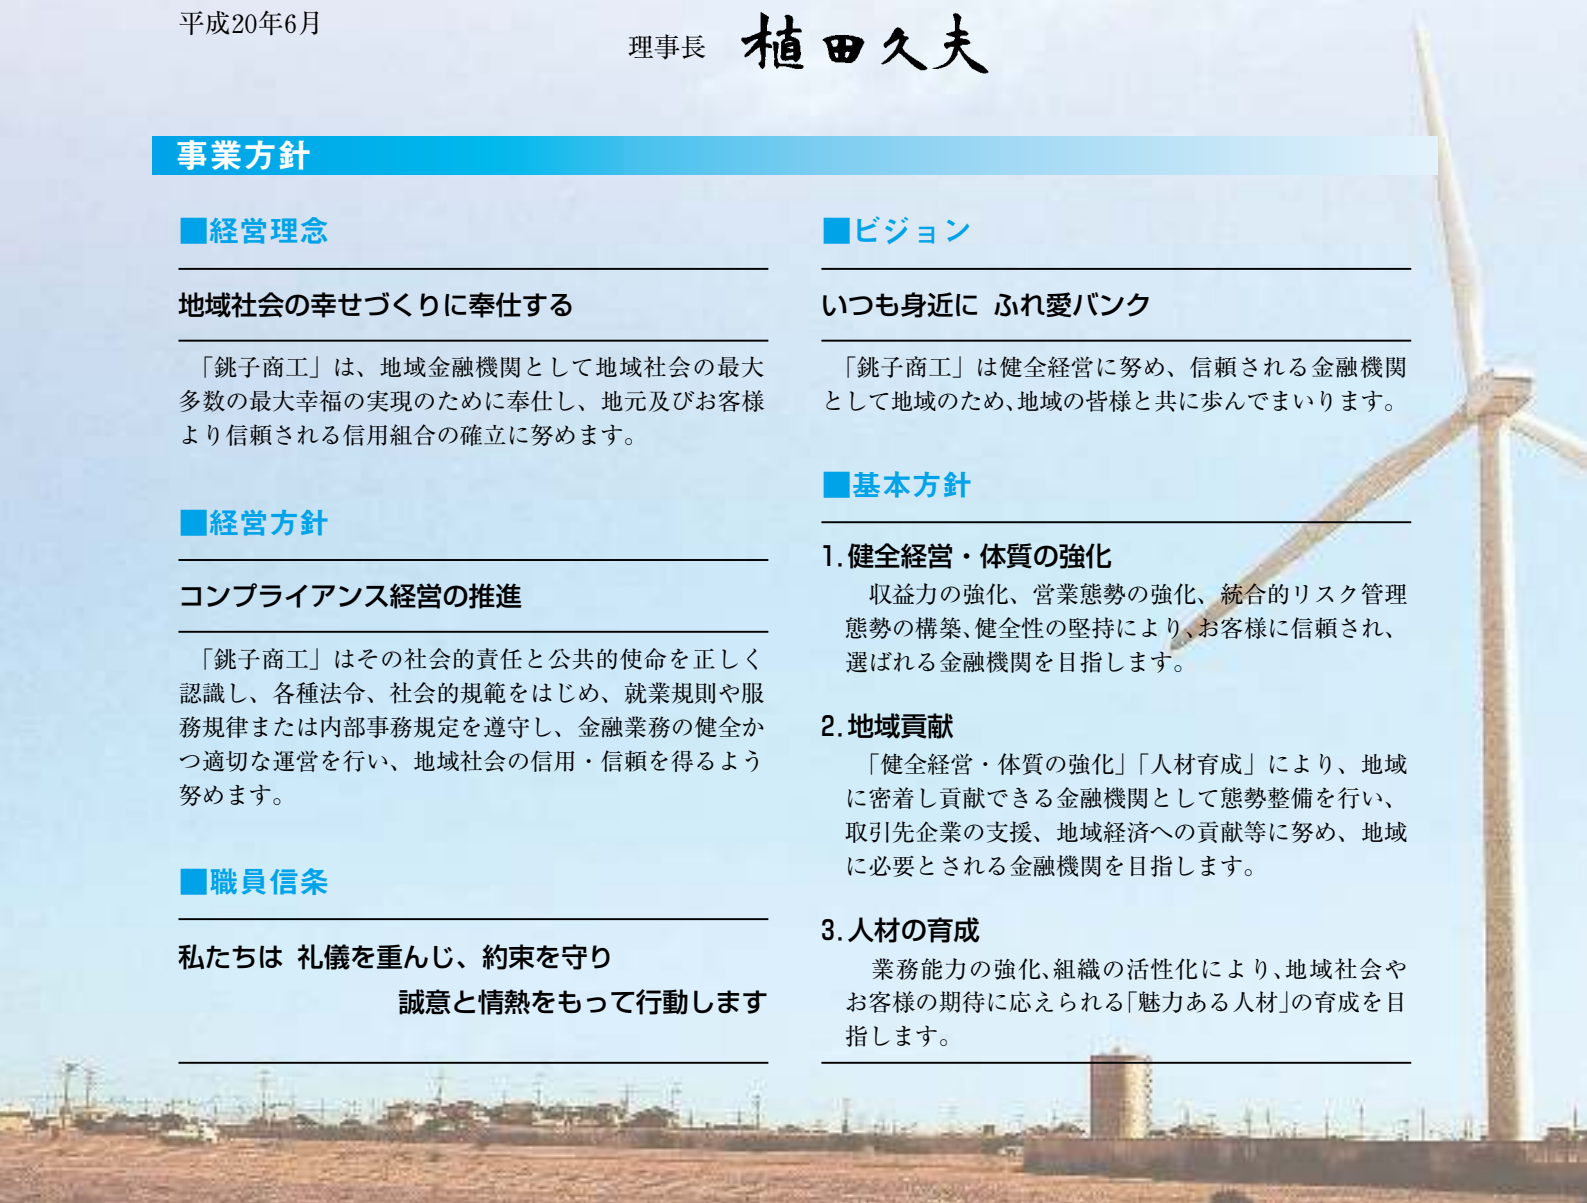 平成20年6月
理事長 植田久夫
事業方針
■経営理念
地域社会の幸せづくりに奉仕する
「銚子商工」は、地域金融機関として地域社会の最大
多数の最大幸福の実現のために奉仕し、地元及びお客様
より信頼される信用組合の確立に努めます。
■経営方針
コンプライアンス経営の推進
「銚子商工」はその社会的責任と公共的使命を正しく
認識し、各種法令、社会的規範をはじめ、就業規則や服
務規律または内部事務規定を遵守し、金融業務の健全か
つ適切な運営を行い、地域社会の信用・信頼を得るよう
努めます。
■職員信条
私たちは 礼儀を重んじ、約束を守り
誠意と情熱をもって行動します
■ビジョン
いつも身近に ふれ愛バンク
「銚子商工」は健全経営に努め、信頼される金融機関
として地域のため、地域の皆様と共に歩んでまいります。
■基本方針
1.健全経営・体質の強化
収益力の強化、営業態勢の強化、統合的リスク管理
態勢の構築、健全性の堅持により、お客様に信頼され、
選ばれる金融機関を目指します。
2.地域貢献
「健全経営・体質の強化」「人材育成」により、地域
に密着し貢献できる金融機関として態勢整備を行い、
取引先企業の支援、地域経済への貢献等に努め、地域
に必要とされる金融機関を目指します。
3.人材の育成
業務能力の強化、組織の活性化により、地域社会や
お客様の期待に応えられる「魅力ある人材」の育成を目
指します。